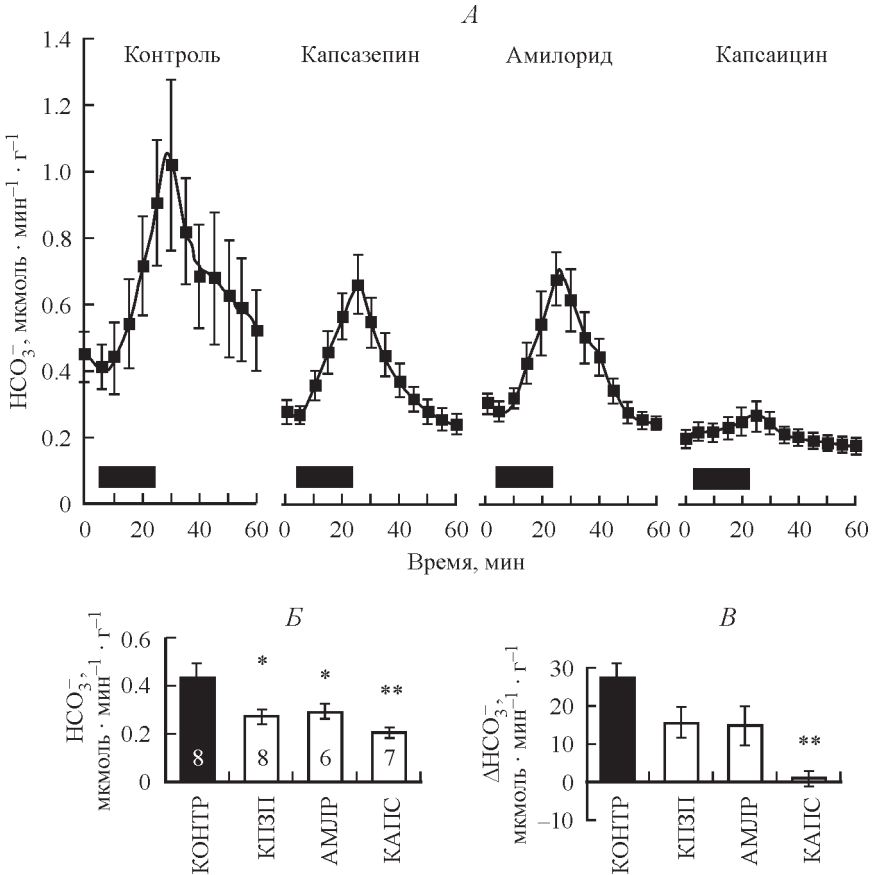 А
Контроль Капсазепин Амилорид Капсаицин
HCO₃⁻, мкмоль · мин⁻¹ · г⁻¹
1.4
1.2
1.0
0.8
0.6
0.4
0.2
0
0 20 40 60 0 20 40 60 0 20 40 60 0 20 40 60
Время, мин
Б
HCO₃⁻,
мкмоль · мин⁻¹ · г⁻¹
0.6
0.4
0.2
0
* * **
8 8 6 7
КОНТР КПЗП АМЛР КАПС
В
ΔHCO₃⁻,
мкмоль · мин⁻¹ · г⁻¹
30
20
10
0
–10
**
КОНТР КПЗП АМЛР КАПС